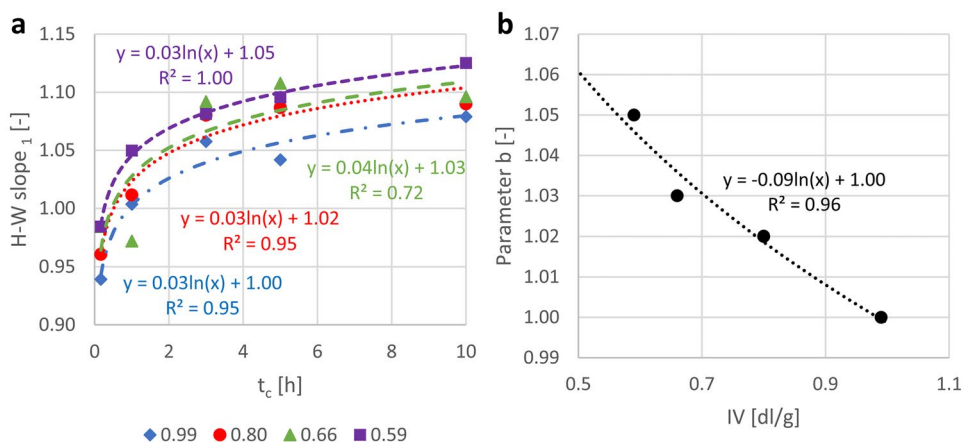 a
1.15
1.10
1.05
1.00
0.95
0.90
H-W slope 1 [-]
y = 0.03ln(x) + 1.05
R² = 1.00
y = 0.04ln(x) + 1.03
R² = 0.72
y = 0.03ln(x) + 1.02
R² = 0.95
y = 0.03ln(x) + 1.00
R² = 0.95
0 2 4 6 8 10
tc [h]
0.99 0.80 0.66 0.59
b
1.07
1.06
1.05
1.04
1.03
1.02
1.01
1.00
0.99
Parameter b [-]
y = -0.09ln(x) + 1.00
R² = 0.96
0.5 0.7 0.9 1.1
IV [dl/g]